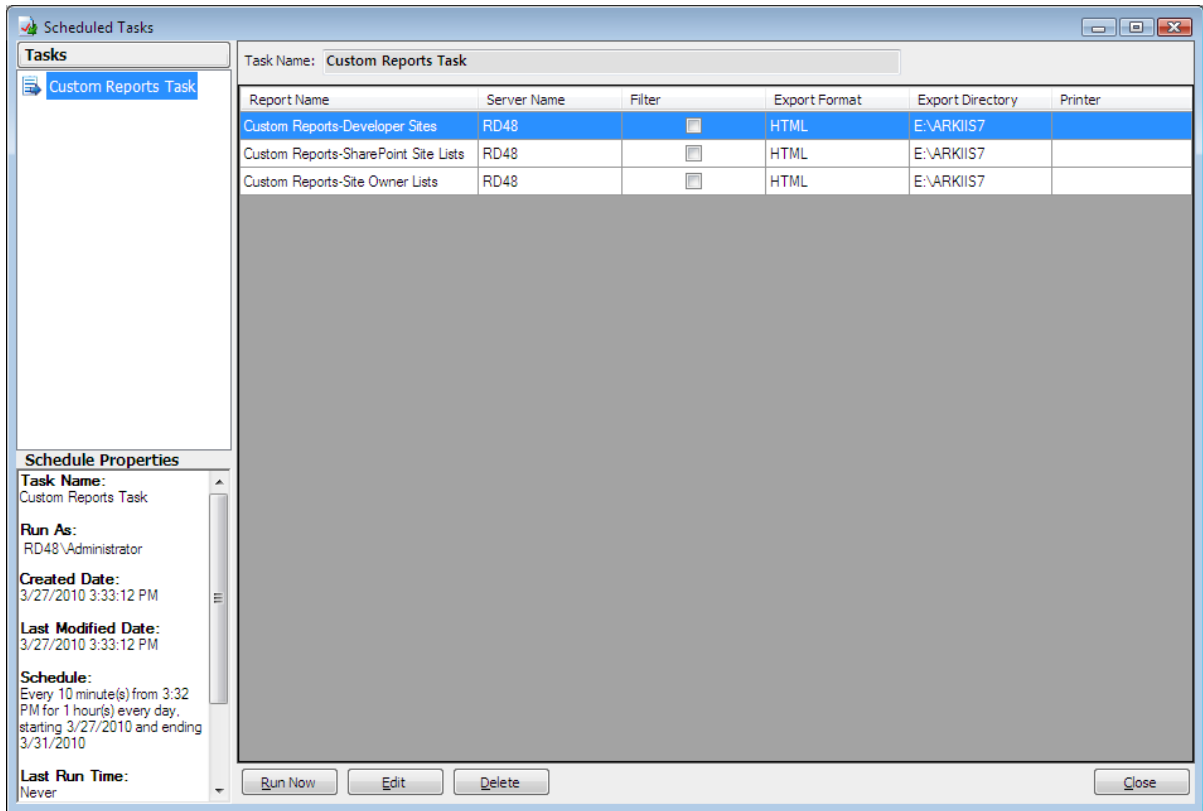 Scheduled Tasks
Tasks
Custom Reports Task
Task Name: Custom Reports Task
Report Name Server Name Filter Export Format Export Directory Printer
Custom Reports-Developer Sites RD48 HTML E:\ARKIIS7
Custom Reports-SharePoint Site Lists RD48 HTML E:\ARKIIS7
Custom Reports-Site Owner Lists RD48 HTML E:\ARKIIS7
Schedule Properties
Task Name:
Custom Reports Task
Run As:
RD48\Administrator
Created Date:
3/27/2010 3:33:12 PM
Last Modified Date:
3/27/2010 3:33:12 PM
Schedule:
Every 10 minute(s) from 3:32
PM for 1 hour(s) every day,
starting 3/27/2010 and ending
3/31/2010
Last Run Time:
Never
Run Now Edit Delete Close